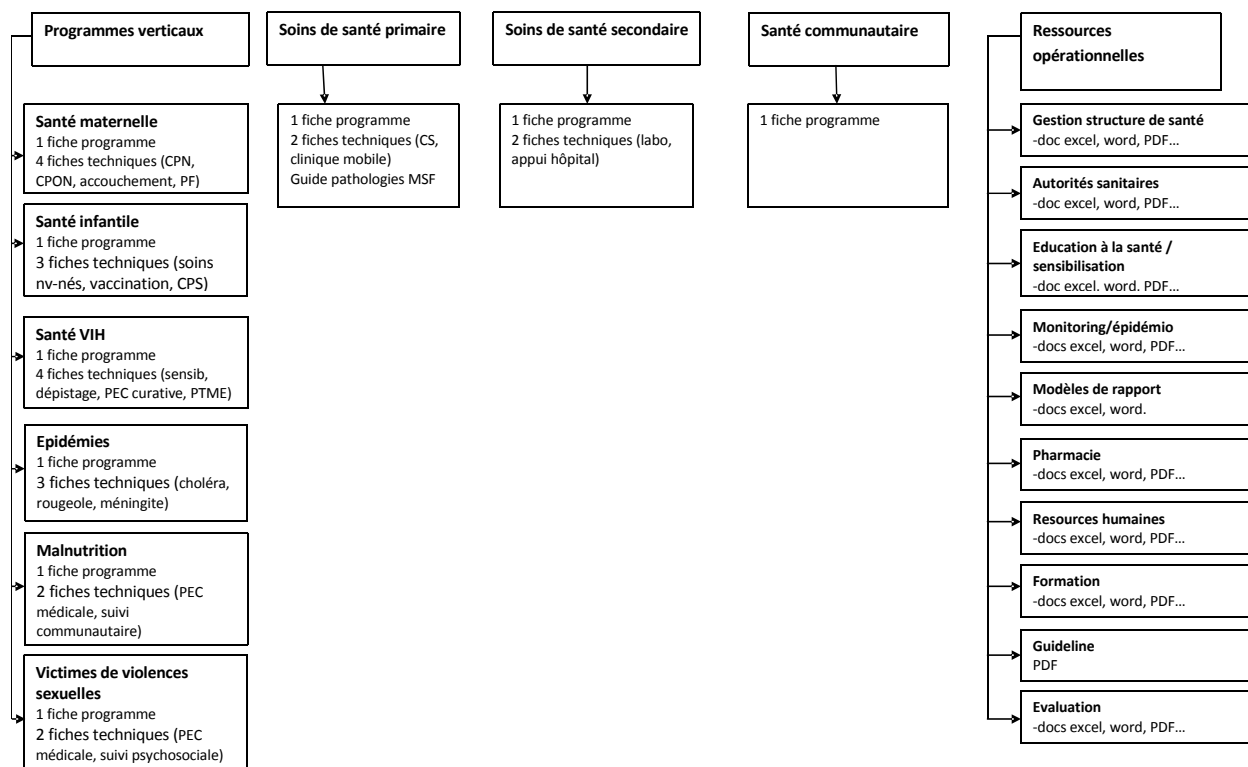 Programmes verticaux
Santé maternelle
1 fiche programme
4 fiches techniques (CPN,
CPON, accouchement, PF)
Santé infantile
1 fiche programme
3 fiches techniques (soins
nv-nés, vaccination, CPS)
Santé VIH
1 fiche programme
4 fiches techniques (sensib,
dépistage, PEC curative, PTME)
Epidémies
1 fiche programme
3 fiches techniques (choléra,
rougeole, méningite)
Malnutrition
1 fiche programme
2 fiches techniques (PEC
médicale, suivi
communautaire)
Victimes de violences
sexuelles
1 fiche programme
2 fiches techniques (PEC
médicale, suivi psychosociale)
Soins de santé primaire
1 fiche programme
2 fiches techniques (CS,
clinique mobile)
Guide pathologies MSF
Soins de santé secondaire
1 fiche programme
2 fiches techniques (labo,
appui hôpital)
Santé communautaire
1 fiche programme
Ressources
opérationnelles
Gestion structure de santé
-doc excel, word, PDF…
Autorités sanitaires
-doc excel, word, PDF…
Education à la santé /
sensibilisation
-doc excel. word. PDF…
Monitoring/épidémio
-docs excel, word, PDF…
Modèles de rapport
-docs excel, word.
Pharmacie
-docs excel, word, PDF…
Resources humaines
-docs excel, word, PDF…
Formation
-docs excel, word, PDF…
Guideline
PDF
Evaluation
-docs excel, word, PDF…